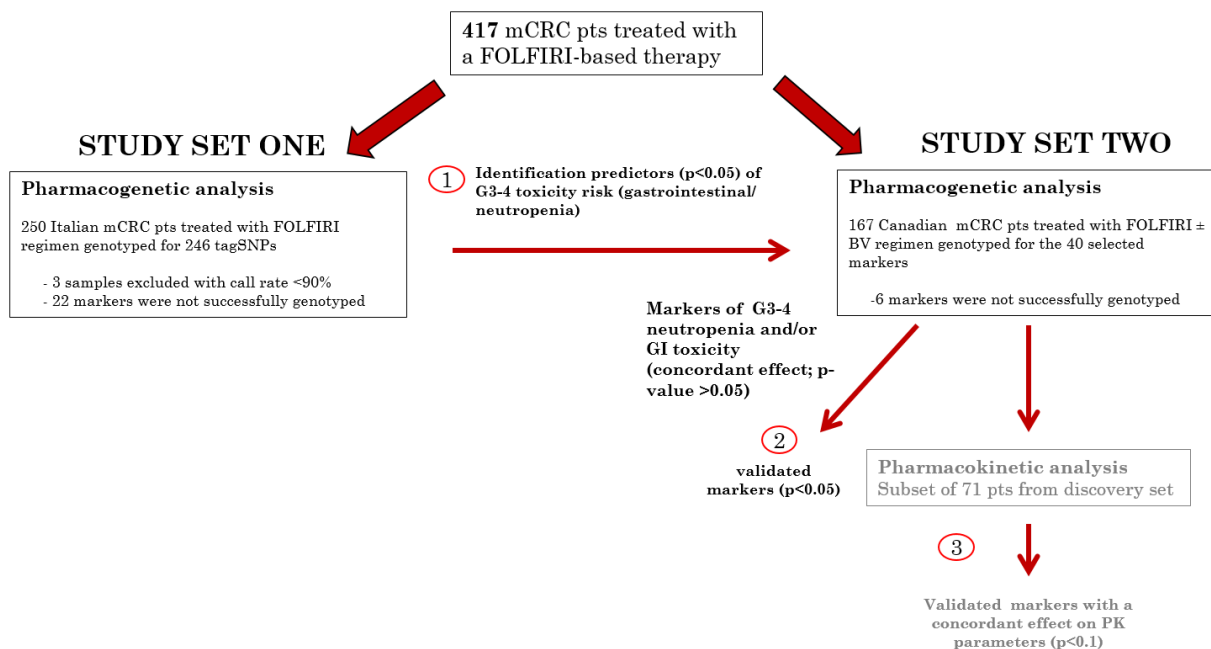 417 mCRC pts treated with
a FOLFIRI-based therapy
STUDY SET ONE
Pharmacogenetic analysis
250 Italian mCRC pts treated with FOLFIRI
regimen genotyped for 246 tagSNPs
- 3 samples excluded with call rate <90%
- 22 markers were not successfully genotyped
1
Identification predictors (p<0.05) of
G3-4 toxicity risk (gastrointestinal/
neutropenia)
STUDY SET TWO
Pharmacogenetic analysis
167 Canadian mCRC pts treated with FOLFIRI ±
BV regimen genotyped for the 40 selected
markers
-6 markers were not successfully genotyped
Markers of G3-4
neutropenia and/or
GI toxicity
(concordant effect; p-
value >0.05)
2
validated
markers (p<0.05)
Pharmacokinetic analysis
Subset of 71 pts from discovery set
3
Validated markers with a
concordant effect on PK
parameters (p<0.1)